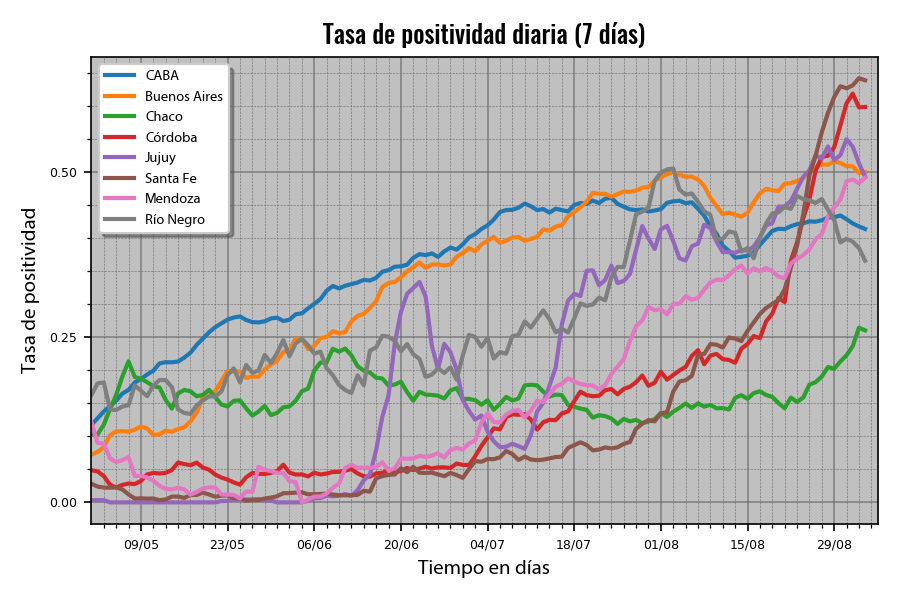 Tasa de positividad diaria (7 días)
CABA
Buenos Aires
Chaco
Córdoba
Jujuy
Santa Fe
Mendoza
Río Negro
Tasa de positividad
0.50
0.25
0.00
09/05 23/05 06/06 20/06 04/07 18/07 01/08 15/08 29/08
Tiempo en días